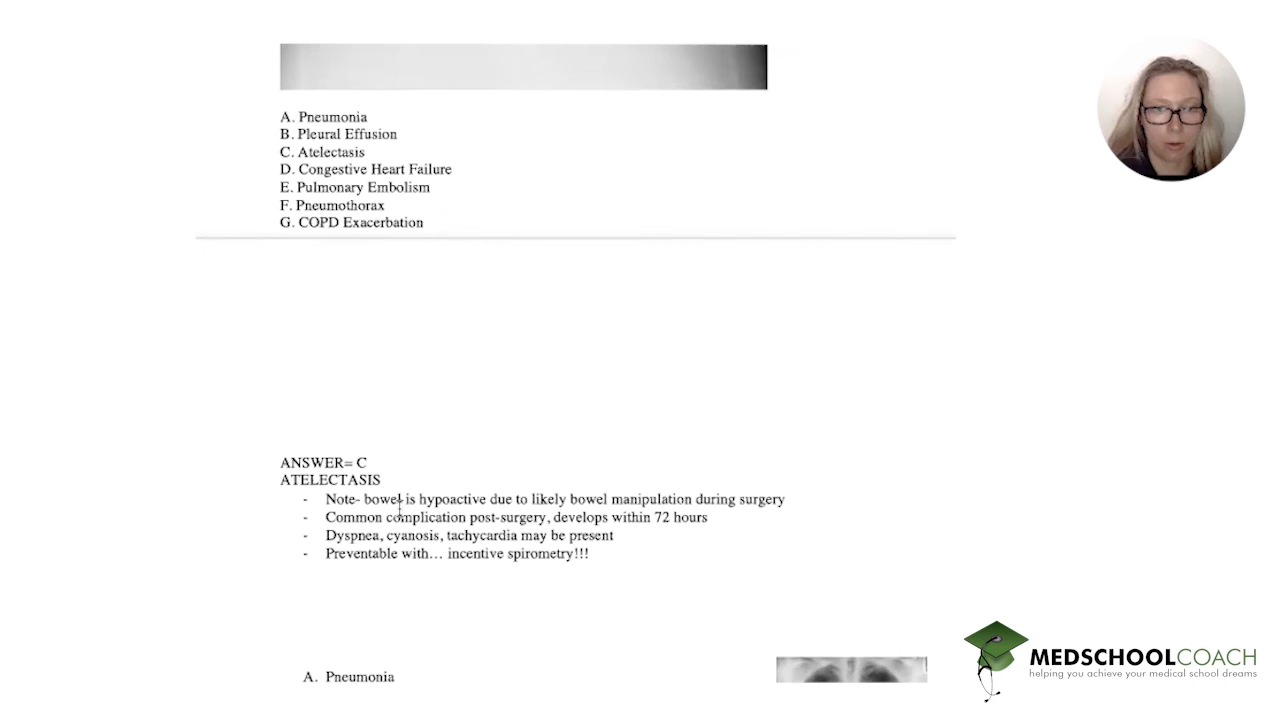 A. Pneumonia
B. Pleural Effusion
C. Atelectasis
D. Congestive Heart Failure
E. Pulmonary Embolism
F. Pneumothorax
G. COPD Exacerbation
ANSWER= C
ATELECTASIS
- Note- bowel is hypoactive due to likely bowel manipulation during surgery
- Common complication post-surgery, develops within 72 hours
- Dyspnea, cyanosis, tachycardia may be present
- Preventable with... incentive spirometry!!!
A. Pneumonia
MEDSCHOOLCOACH
helping you achieve your medical school dreams